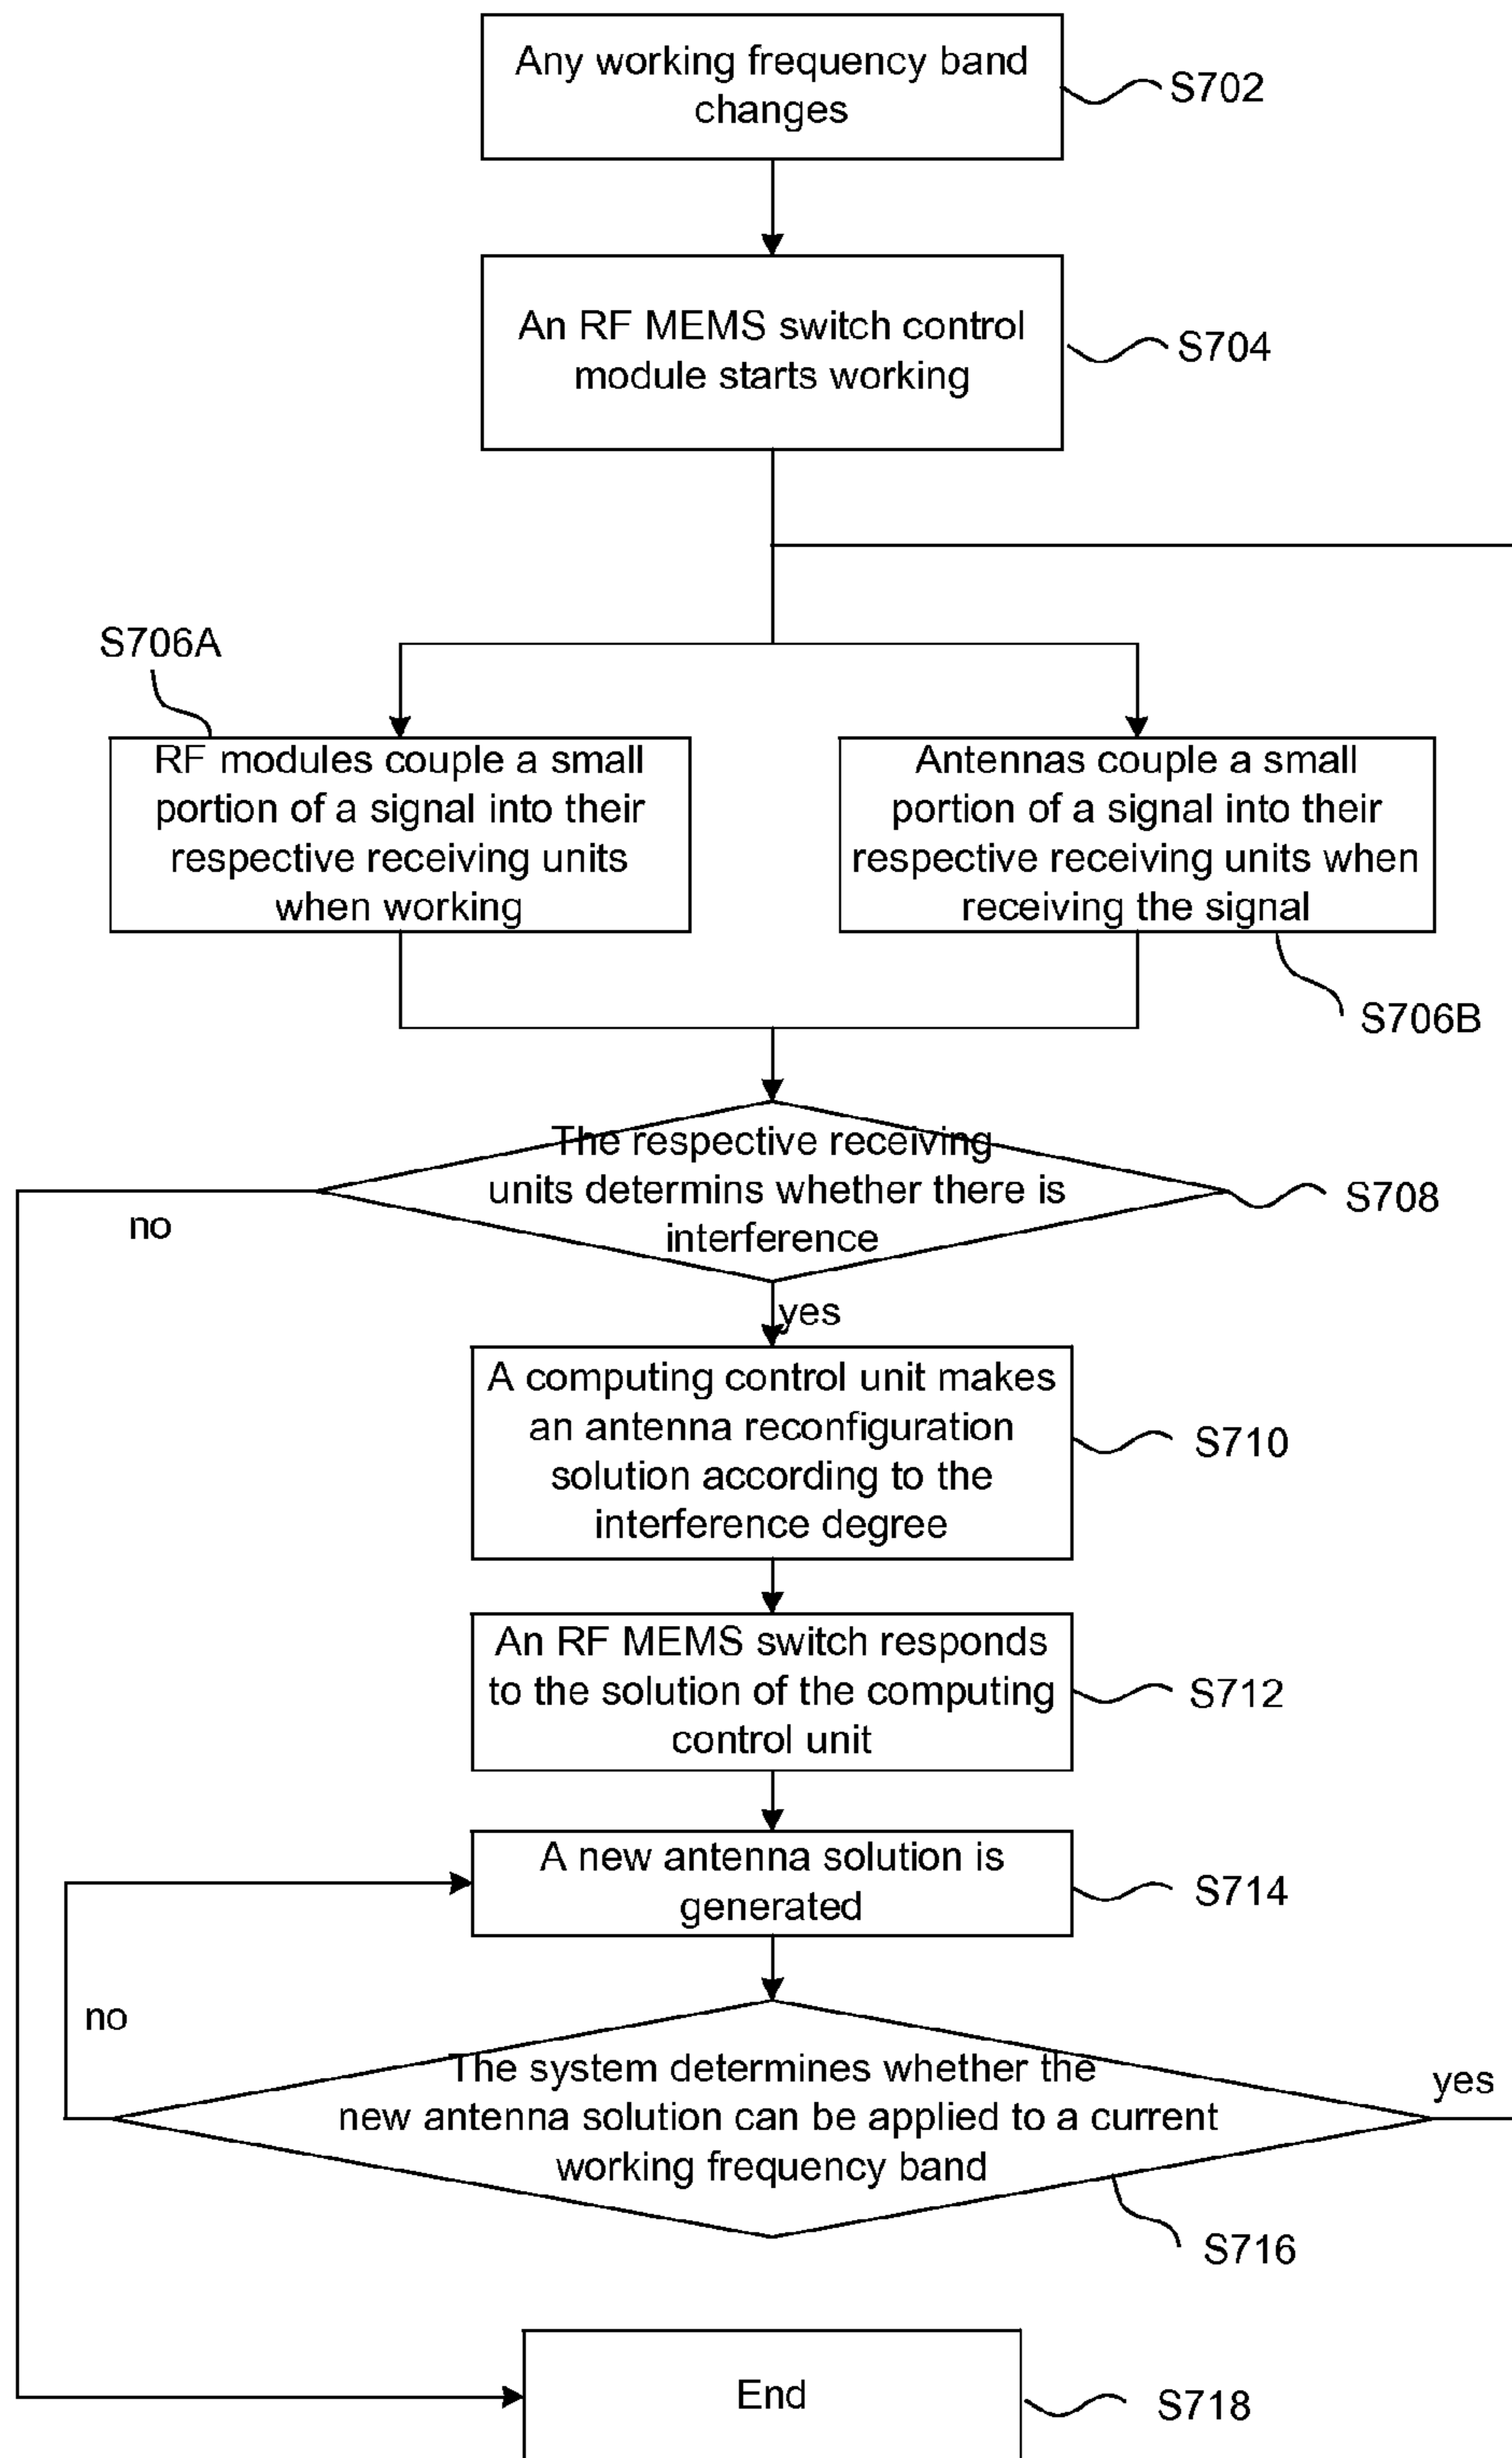 Any working frequency band
changes
S702
An RF MEMS switch control
module starts working
S704
S706A
RF modules couple a small
portion of a signal into their
respective receiving units
when working
Antennas couple a small
portion of a signal into their
respective receiving units when
receiving the signal
S706B
The respective receiving
units determins whether there is
interference
S708
no
yes
A computing control unit makes
an antenna reconfiguration
solution according to the
interference degree
S710
An RF MEMS switch responds
to the solution of the computing
control unit
S712
A new antenna solution is
generated
S714
no
The system determines whether the
new antenna solution can be applied to a current
working frequency band
yes
S716
End
S718